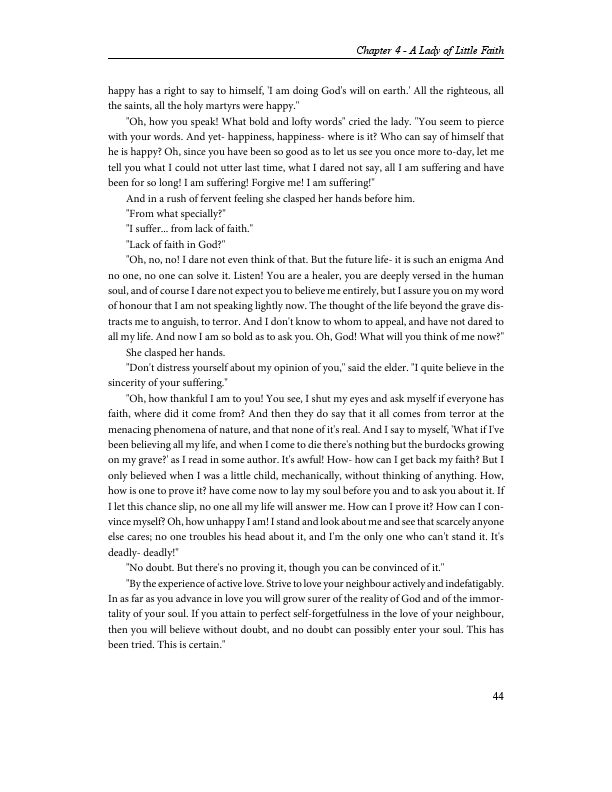 Chapter 4 - A Lady of Little Faith
happy has a right to say to himself, 'I am doing God's will on earth.' All the righteous, all
the saints, all the holy martyrs were happy."
"Oh, how you speak! What bold and lofty words" cried the lady. "You seem to pierce
with your words. And yet- happiness, happiness- where is it? Who can say of himself that
he is happy? Oh, since you have been so good as to let us see you once more to-day, let me
tell you what I could not utter last time, what I dared not say, all I am suffering and have
been for so long! I am suffering! Forgive me! I am suffering!"
And in a rush of fervent feeling she clasped her hands before him.
"From what specially?"
"I suffer... from lack of faith."
"Lack of faith in God?"
"Oh, no, no! I dare not even think of that. But the future life- it is such an enigma And
no one, no one can solve it. Listen! You are a healer, you are deeply versed in the human
soul, and of course I dare not expect you to believe me entirely, but I assure you on my word
of honour that I am not speaking lightly now. The thought of the life beyond the grave dis-
tracts me to anguish, to terror. And I don't know to whom to appeal, and have not dared to
all my life. And now I am so bold as to ask you. Oh, God! What will you think of me now?"
She clasped her hands.
"Don't distress yourself about my opinion of you," said the elder. "I quite believe in the
sincerity of your suffering."
"Oh, how thankful I am to you! You see, I shut my eyes and ask myself if everyone has
faith, where did it come from? And then they do say that it all comes from terror at the
menacing phenomena of nature, and that none of it's real. And I say to myself, 'What if I've
been believing all my life, and when I come to die there's nothing but the burdocks growing
on my grave?' as I read in some author. It's awful! How- how can I get back my faith? But I
only believed when I was a little child, mechanically, without thinking of anything. How,
how is one to prove it? have come now to lay my soul before you and to ask you about it. If
I let this chance slip, no one all my life will answer me. How can I prove it? How can I con-
vince myself? Oh, how unhappy I am! I stand and look about me and see that scarcely anyone
else cares; no one troubles his head about it, and I'm the only one who can't stand it. It's
deadly- deadly!"
"No doubt. But there's no proving it, though you can be convinced of it."
"By the experience of active love. Strive to love your neighbour actively and indefatigably.
In as far as you advance in love you will grow surer of the reality of God and of the immor-
tality of your soul. If you attain to perfect self-forgetfulness in the love of your neighbour,
then you will believe without doubt, and no doubt can possibly enter your soul. This has
been tried. This is certain."
44